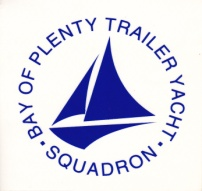 · BAY OF PLENTY TRAILER YACHT ·
SQUADRON